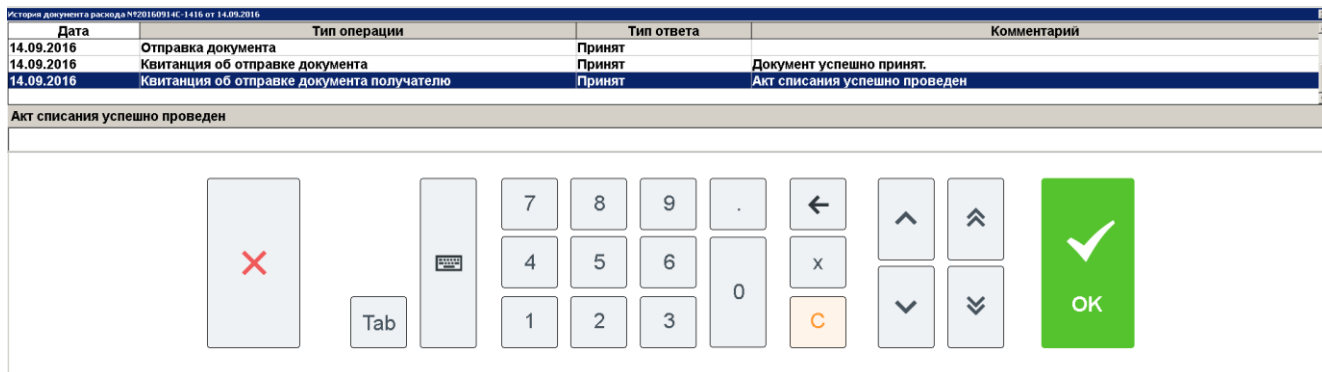 История документа расхода №20160914С-1416 от 14.09.2016
Дата Тип операции Тип ответа Комментарий
14.09.2016 Отправка документа Принят
14.09.2016 Квитанция об отправке документа Принят Документ успешно принят.
14.09.2016 Квитанция об отправке документа получателю Принят Акт списания успешно проведен
Акт списания успешно проведен
7 8 9 .
4 5 6 x
0
Tab 1 2 3 C OK